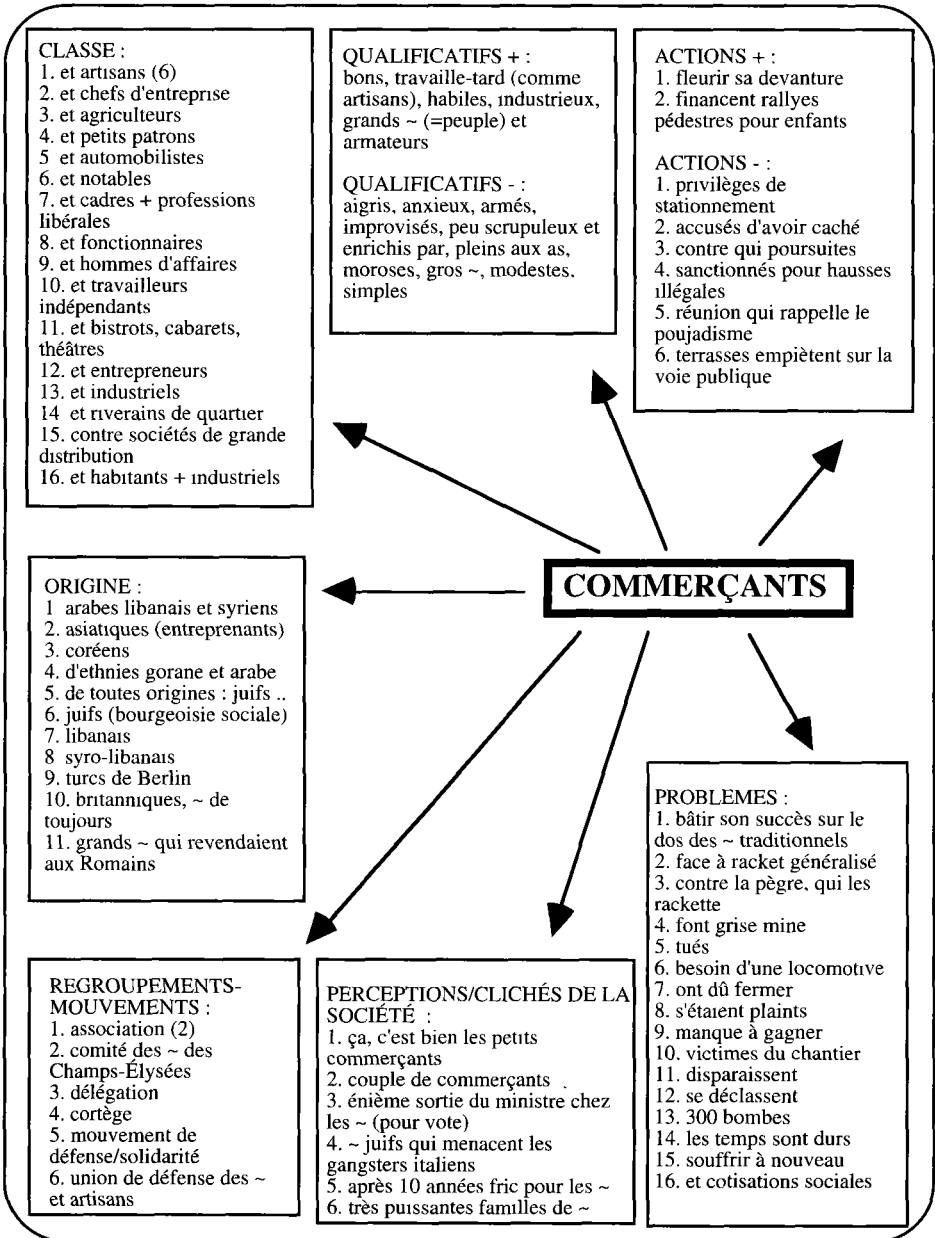 CLASSE :
1. et artisans (6)
2. et chefs d'entreprise
3. et agriculteurs
4. et petits patrons
5 et automobilistes
6. et notables
7. et cadres + professions
libérales
8. et fonctionnaires
9. et hommes d'affaires
10. et travailleurs
indépendants
11. et bistrots, cabarets,
théâtres
12. et entrepreneurs
13. et industriels
14 et riverains de quartier
15. contre sociétés de grande
distribution
16. et habitants + industriels
QUALIFICATIFS + :
bons, travaille-tard (comme
artisans), habiles, industrieux,
grands ~ (=peuple) et
armateurs
QUALIFICATIFS - :
aigris, anxieux, armés,
improvisés, peu scrupuleux et
enrichis par, pleins aux as,
moroses, gros ~, modestes.
simples
ACTIONS + :
1. fleurir sa devanture
2. financent rallyes
pédestres pour enfants
ACTIONS - :
1. privilèges de
stationnement
2. accusés d'avoir caché
3. contre qui poursuites
4. sanctionnés pour hausses
illégales
5. réunion qui rappelle le
poujadisme
6. terrasses empiètent sur la
voie publique
COMMERÇANTS
ORIGINE :
1 arabes libanais et syriens
2. asiatiques (entreprenants)
3. coréens
4. d'ethnies gorane et arabe
5. de toutes origines : juifs ..
6. juifs (bourgeoisie sociale)
7. libanais
8 syro-libanais
9. turcs de Berlin
10. britanniques, ~ de
toujours
11. grands ~ qui revendaient
aux Romains
REGROUPEMENTS-
MOUVEMENTS :
1. association (2)
2. comité des ~ des
Champs-Élysées
3. délégation
4. cortège
5. mouvement de
défense/solidarité
6. union de défense des ~
et artisans
PERCEPTIONS/CLICHÉS DE LA
SOCIÉTÉ :
1. ça, c'est bien les petits
commerçants
2. couple de commerçants
3. énième sortie du ministre chez
les ~ (pour vote)
4. ~ juifs qui menacent les
gangsters italiens
5. après 10 années fric pour les ~
6. très puissantes familles de ~
PROBLEMES :
1. bâtir son succès sur le
dos des ~ traditionnels
2. face à racket généralisé
3. contre la pègre, qui les
rackette
4. font grise mine
5. tués
6. besoin d'une locomotive
7. ont dû fermer
8. s'étaient plaints
9. manque à gagner
10. victimes du chantier
11. disparaissent
12. se déclassent
13. 300 bombes
14. les temps sont durs
15. souffrir à nouveau
16. et cotisations sociales